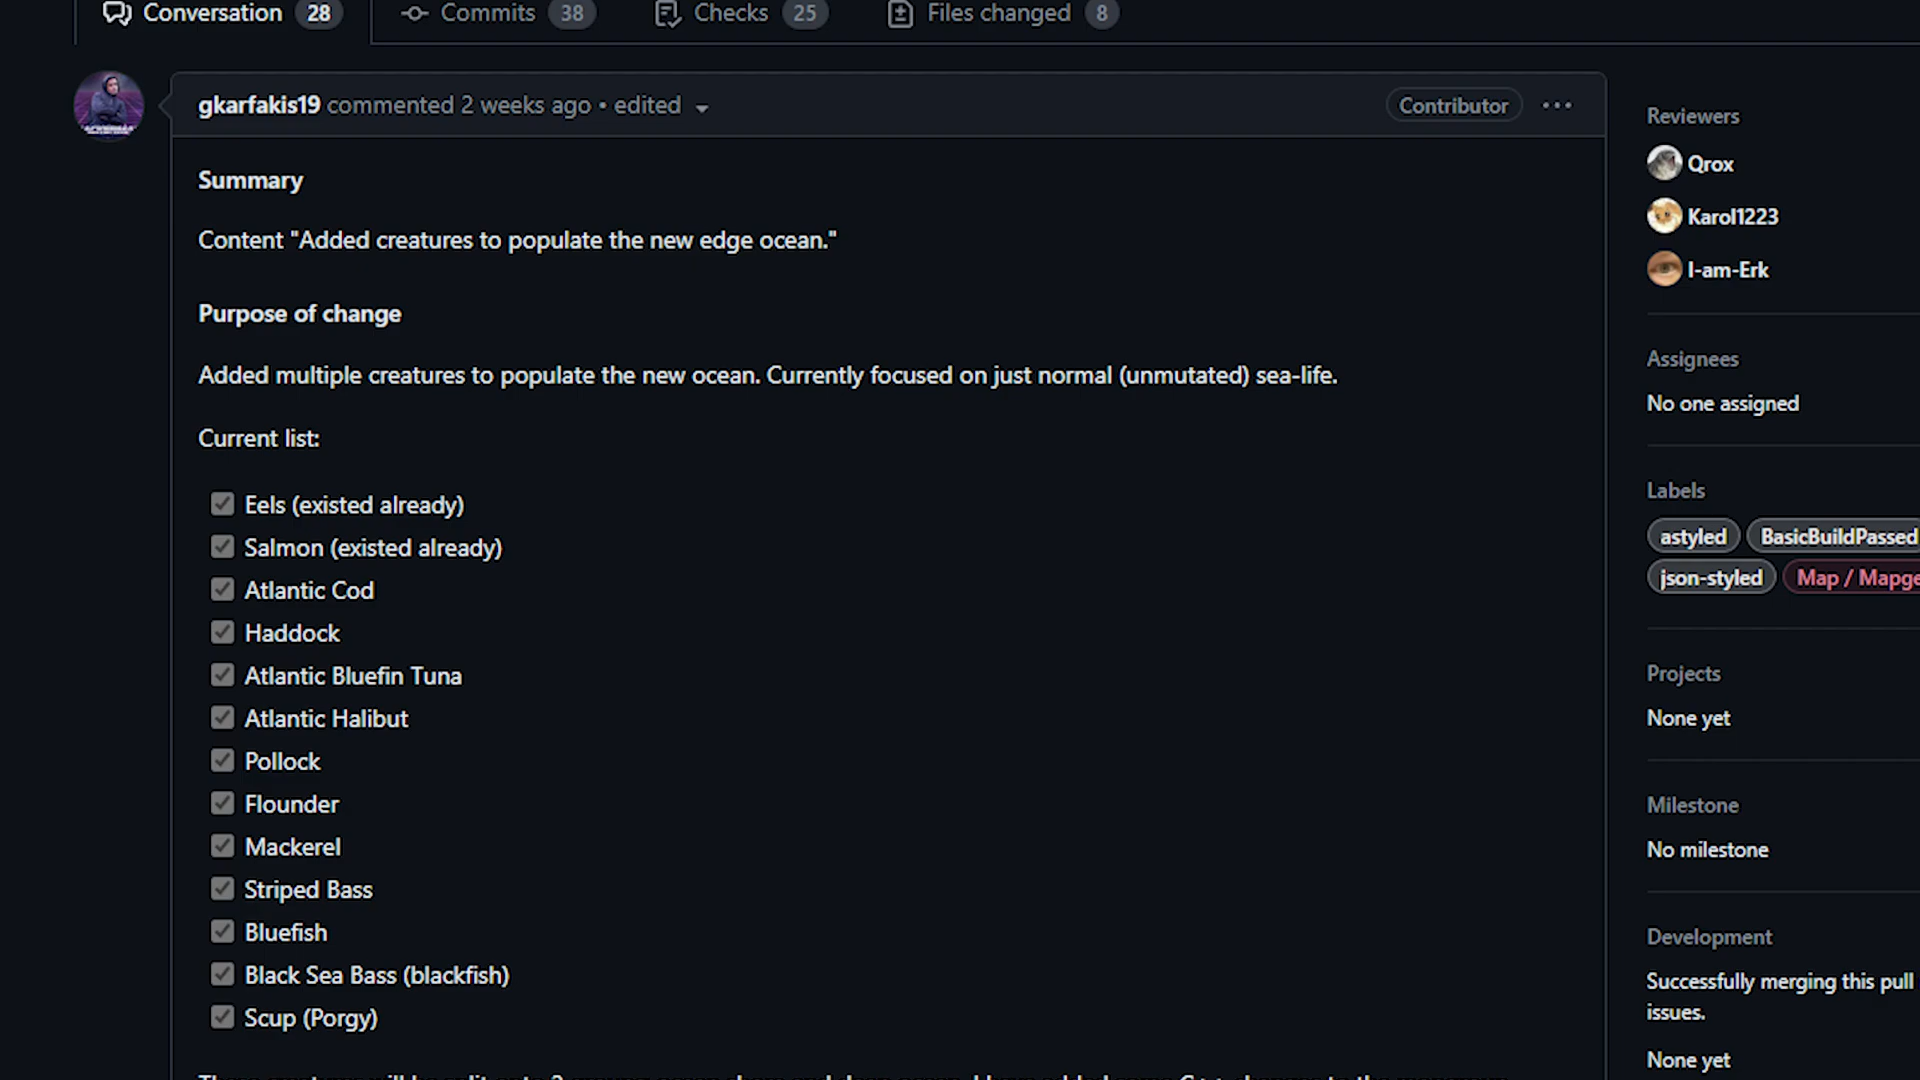 Conversation 28 Commits 38 Checks 25 Files changed 8
gkarfakis19 commented 2 weeks ago • edited
Contributor
Summary
Content "Added creatures to populate the new edge ocean."
Purpose of change
Added multiple creatures to populate the new ocean. Currently focused on just normal (unmutated) sea-life.
Current list:
Eels (existed already)
Salmon (existed already)
Atlantic Cod
Haddock
Atlantic Bluefin Tuna
Atlantic Halibut
Pollock
Flounder
Mackerel
Striped Bass
Bluefish
Black Sea Bass (blackfish)
Scup (Porgy)
Reviewers
Qrox
Karol1223
I-am-Erk
Assignees
No one assigned
Labels
astyled BasicBuildPassed
json-styled Map / Mapge
Projects
None yet
Milestone
No milestone
Development
Successfully merging this pull
issues.
None yet